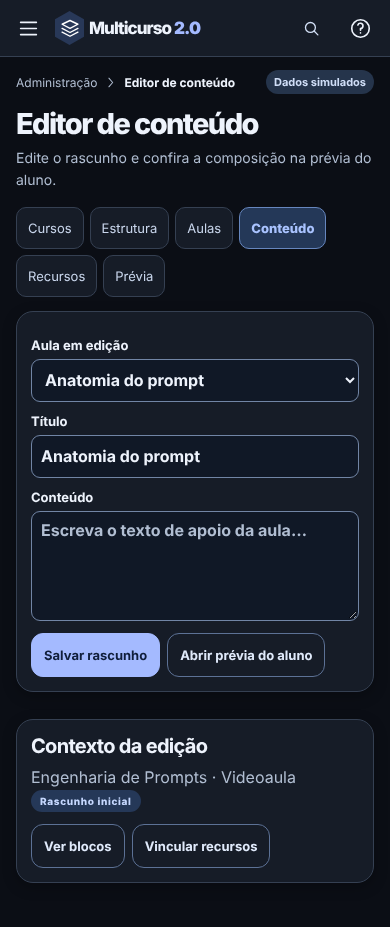 Multicurso 2.0
Administração > Editor de conteúdo
Dados simulados
Editor de conteúdo
Edite o rascunho e confira a composição na prévia do
aluno.
Cursos
Estrutura
Aulas
Conteúdo
Recursos
Prévia
Aula em edição
Anatomia do prompt
Título
Anatomia do prompt
Conteúdo
Escreva o texto de apoio da aula...
Salvar rascunho
Abrir prévia do aluno
Contexto da edição
Engenharia de Prompts · Videoaula
Rascunho inicial
Ver blocos
Vincular recursos